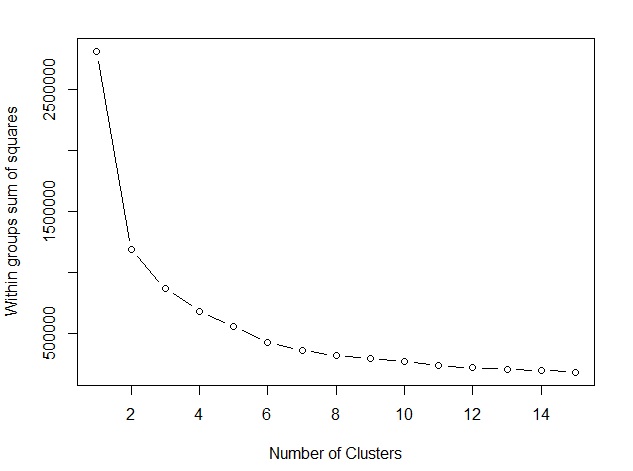 Within groups sum of squares
2500000
1500000
500000
2 4 6 8 10 12 14
Number of Clusters